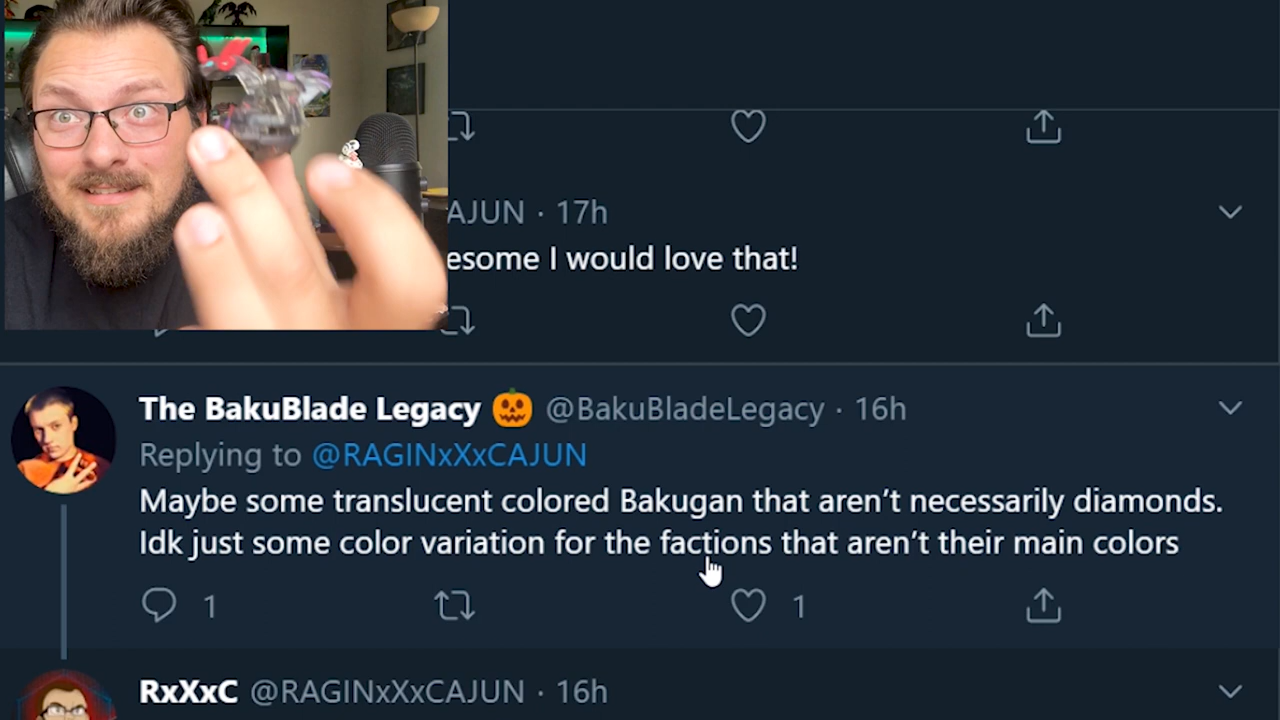 AJUN · 17h
esome I would love that!
The BakuBlade Legacy 🎃 @BakuBladeLegacy · 16h
Replying to @RAGINxXxCAJUN
Maybe some translucent colored Bakugan that aren’t necessarily diamonds.
Idk just some color variation for the factions that aren’t their main colors
1 1
RxXxC @RAGINxXxCAJUN · 16h